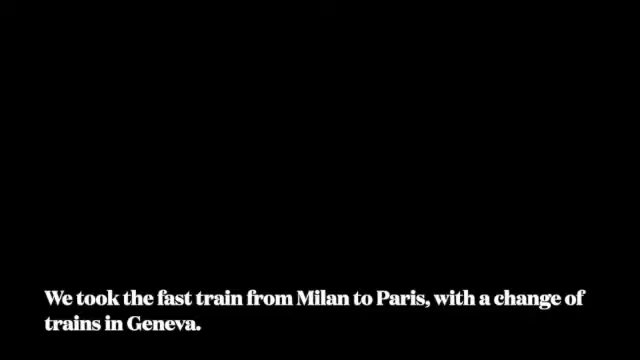 We took the fast train from Milan to Paris, with a change of
trains in Geneva.